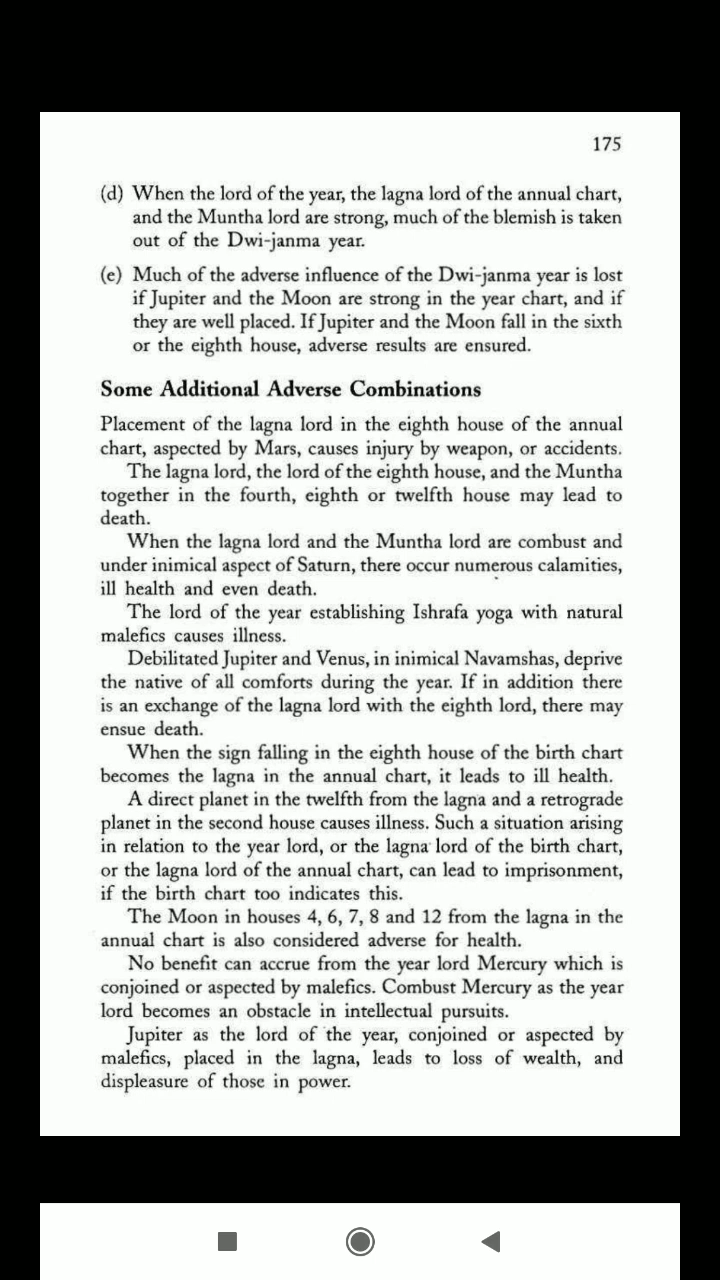 175
(d) When the lord of the year, the lagna lord of the annual chart,
and the Muntha lord are strong, much of the blemish is taken
out of the Dwi-janma year.
(e) Much of the adverse influence of the Dwi-janma year is lost
if Jupiter and the Moon are strong in the year chart, and if
they are well placed. If Jupiter and the Moon fall in the sixth
or the eighth house, adverse results are ensured.
Some Additional Adverse Combinations
Placement of the lagna lord in the eighth house of the annual
chart, aspected by Mars, causes injury by weapon, or accidents.
The lagna lord, the lord of the eighth house, and the Muntha
together in the fourth, eighth or twelfth house may lead to
death.
When the lagna lord and the Muntha lord are combust and
under inimical aspect of Saturn, there occur numerous calamities,
ill health and even death.
The lord of the year establishing Ishrafa yoga with natural
malefics causes illness.
Debilitated Jupiter and Venus, in inimical Navamshas, deprive
the native of all comforts during the year. If in addition there
is an exchange of the lagna lord with the eighth lord, there may
ensue death.
When the sign falling in the eighth house of the birth chart
becomes the lagna in the annual chart, it leads to ill health.
A direct planet in the twelfth from the lagna and a retrograde
planet in the second house causes illness. Such a situation arising
in relation to the year lord, or the lagna lord of the birth chart,
or the lagna lord of the annual chart, can lead to imprisonment,
if the birth chart too indicates this.
The Moon in houses 4, 6, 7, 8 and 12 from the lagna in the
annual chart is also considered adverse for health.
No benefit can accrue from the year lord Mercury which is
conjoined or aspected by malefics. Combust Mercury as the year
lord becomes an obstacle in intellectual pursuits.
Jupiter as the lord of the year, conjoined or aspected by
malefics, placed in the lagna, leads to loss of wealth, and
displeasure of those in power.